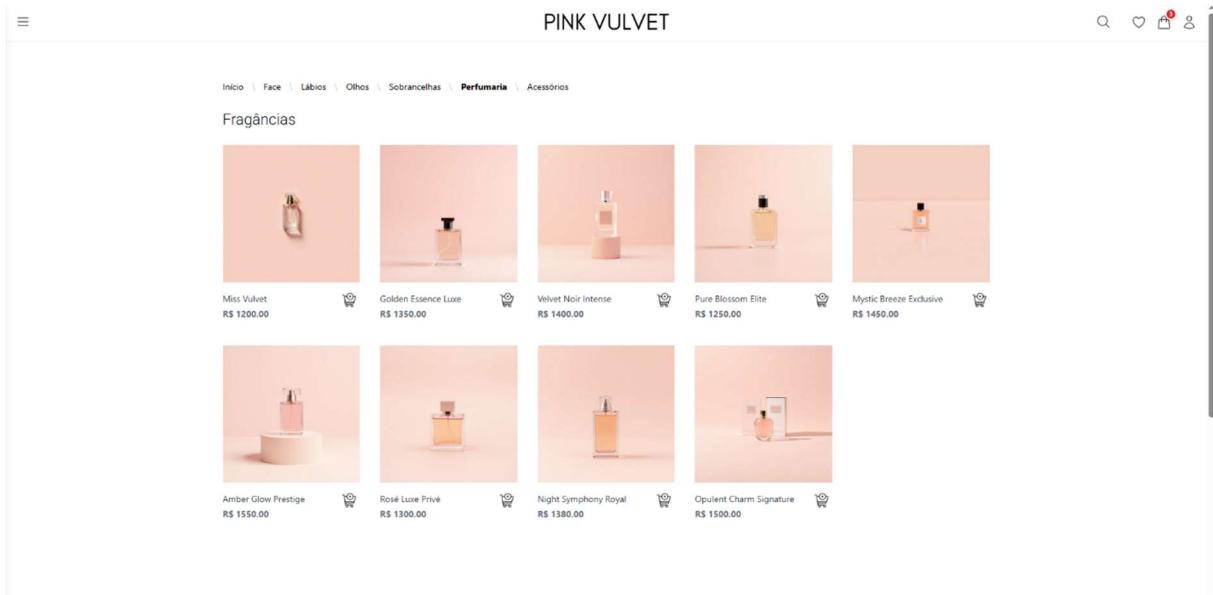 PINK VULVET
3
Início \ Face \ Lábios \ Olhos \ Sobrancelhas \ Perfumaria \ Acessórios
Fragâncias
Miss Vulvet
R$ 1200.00
Golden Essence Luxe
R$ 1350.00
Velvet Noir Intense
R$ 1400.00
Pure Blossom Elite
R$ 1250.00
Mystic Breeze Exclusive
R$ 1450.00
Amber Glow Prestige
R$ 1550.00
Rosé Luxe Privé
R$ 1300.00
Night Symphony Royal
R$ 1380.00
Opulent Charm Signature
R$ 1500.00